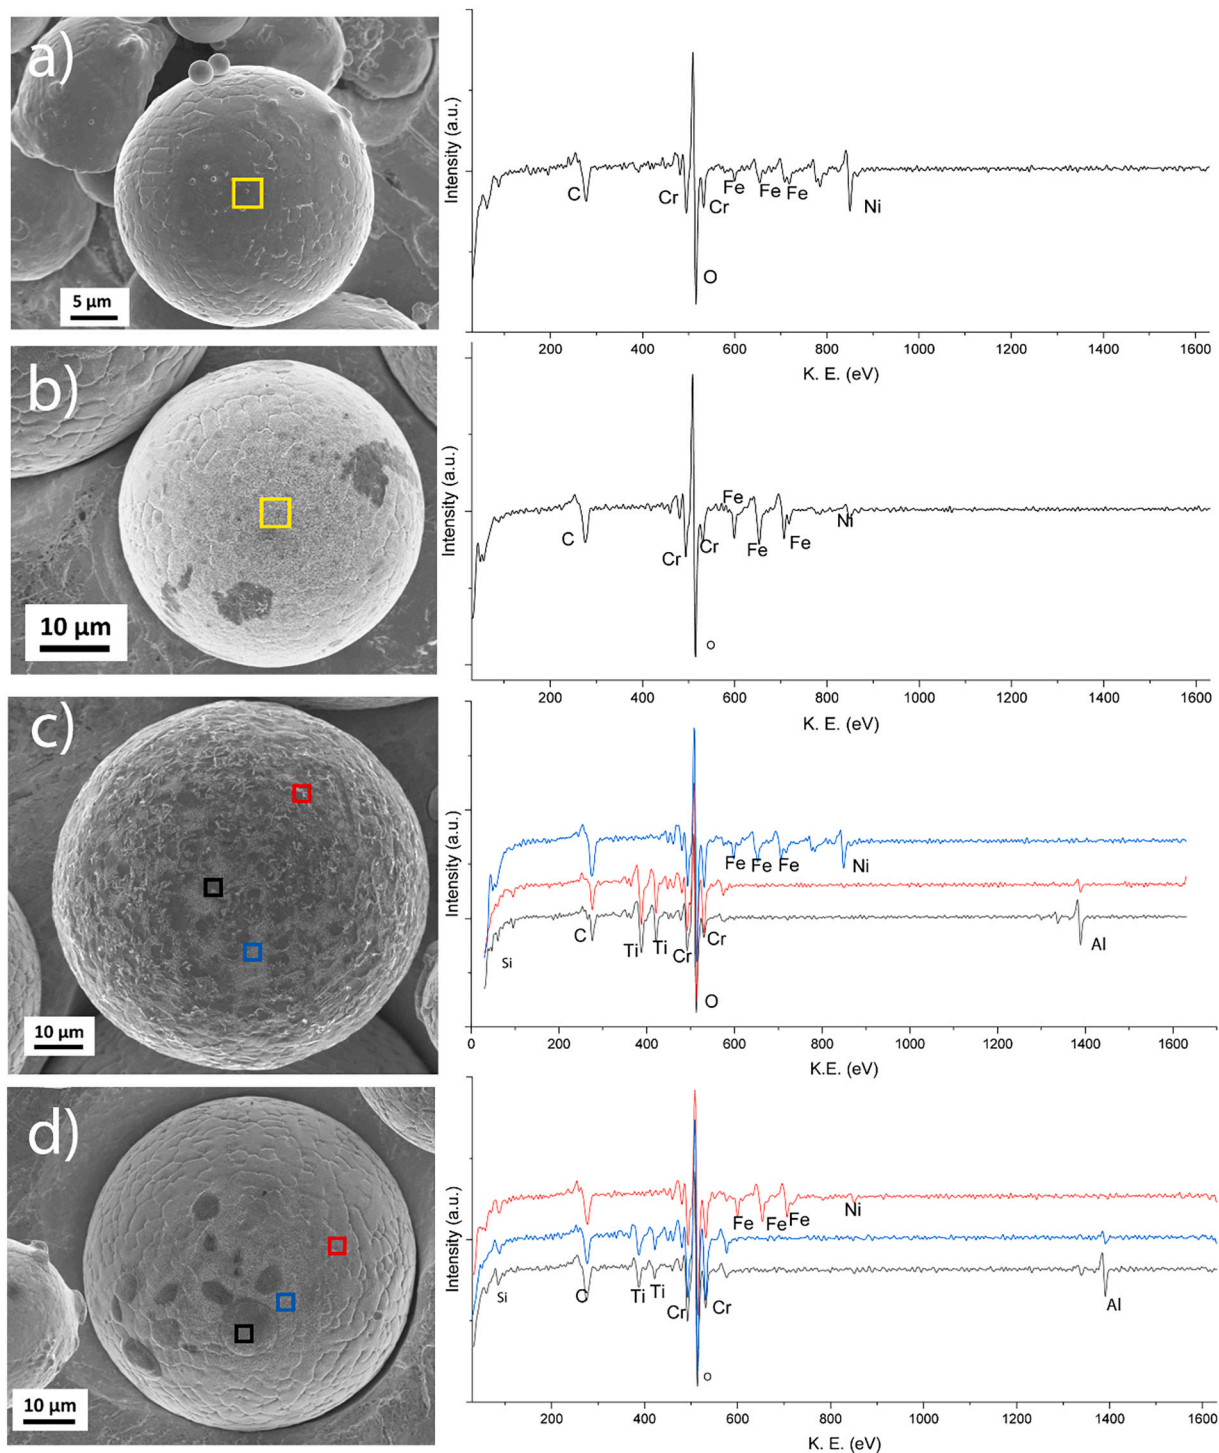 a)
5 µm
Intensity (a.u.)
C
Cr
O
Cr
Fe
Fe
Fe
Ni
200 400 600 800 1000 1200 1400 1600
K. E. (eV)
b)
10 µm
Intensity (a.u.)
C
Cr
O
Cr
Fe
Fe
Fe
Ni
200 400 600 800 1000 1200 1400 1600
K. E. (eV)
c)
10 µm
Intensity (a.u.)
Fe
Fe
Fe
Ni
Si
C
Ti
Ti
Cr
O
Cr
Al
0 200 400 600 800 1000 1200 1400 1600
K.E. (eV)
d)
10 µm
Intensity (a.u.)
Fe
Fe
Fe
Ni
Si
C
Ti
Ti
Cr
O
Cr
Al
200 400 600 800 1000 1200 1400 1600
K.E. (eV)